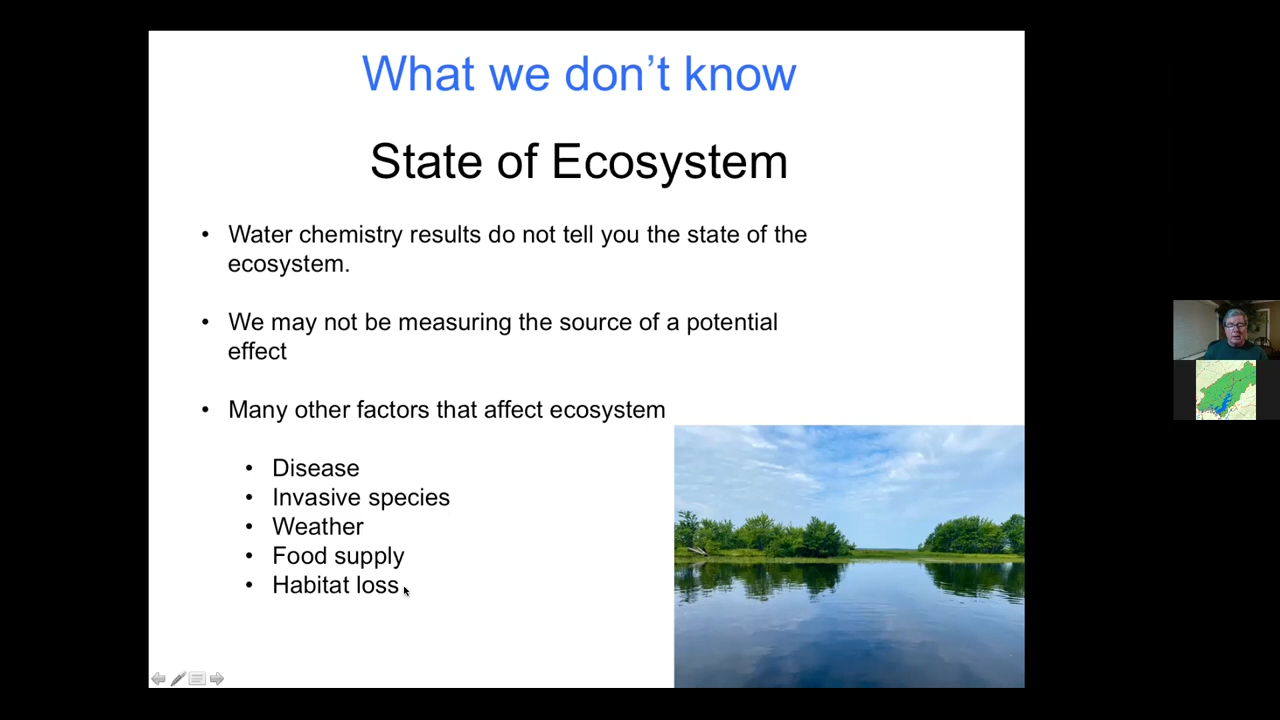 What we don’t know
State of Ecosystem
• Water chemistry results do not tell you the state of the
ecosystem.
• We may not be measuring the source of a potential
effect
• Many other factors that affect ecosystem
• Disease
• Invasive species
• Weather
• Food supply
• Habitat loss